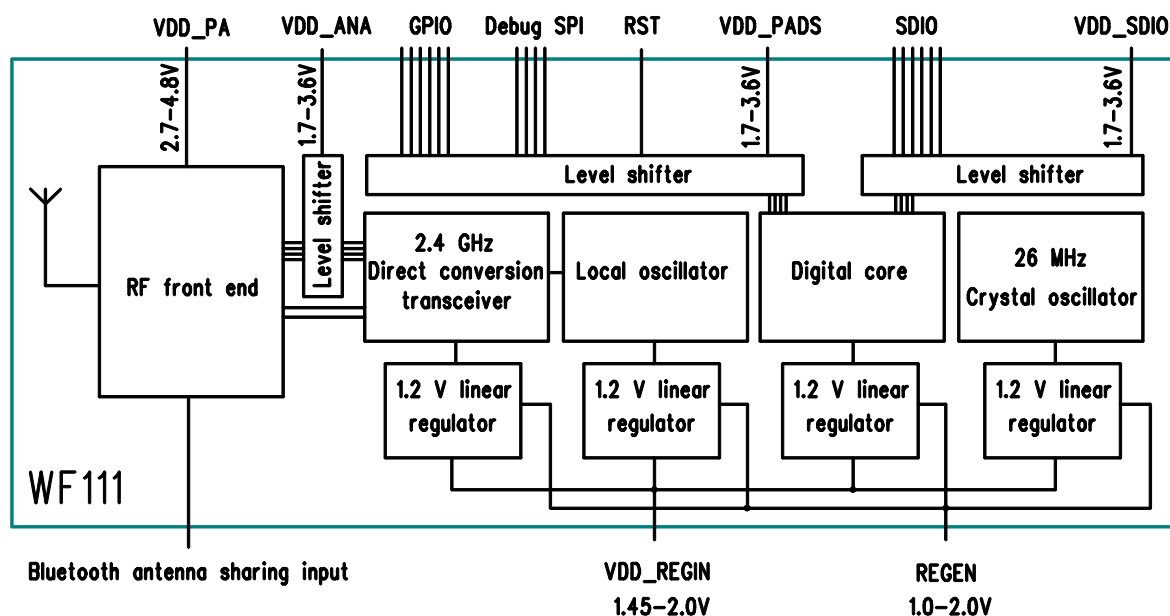 VDD_PA VDD_ANA GPIO Debug SPI RST VDD_PADS SDIO VDD_SDIO
2.7-4.8V
1.7-3.6V
1.7-3.6V
1.7-3.6V
Level shifter
Level shifter
Level shifter
RF front end
2.4 GHz
Direct conversion
transceiver
Local oscillator
Digital core
26 MHz
Crystal oscillator
1.2 V linear
regulator
1.2 V linear
regulator
1.2 V linear
regulator
1.2 V linear
regulator
WF111
Bluetooth antenna sharing input
VDD_REGIN
1.45-2.0V
REGEN
1.0-2.0V